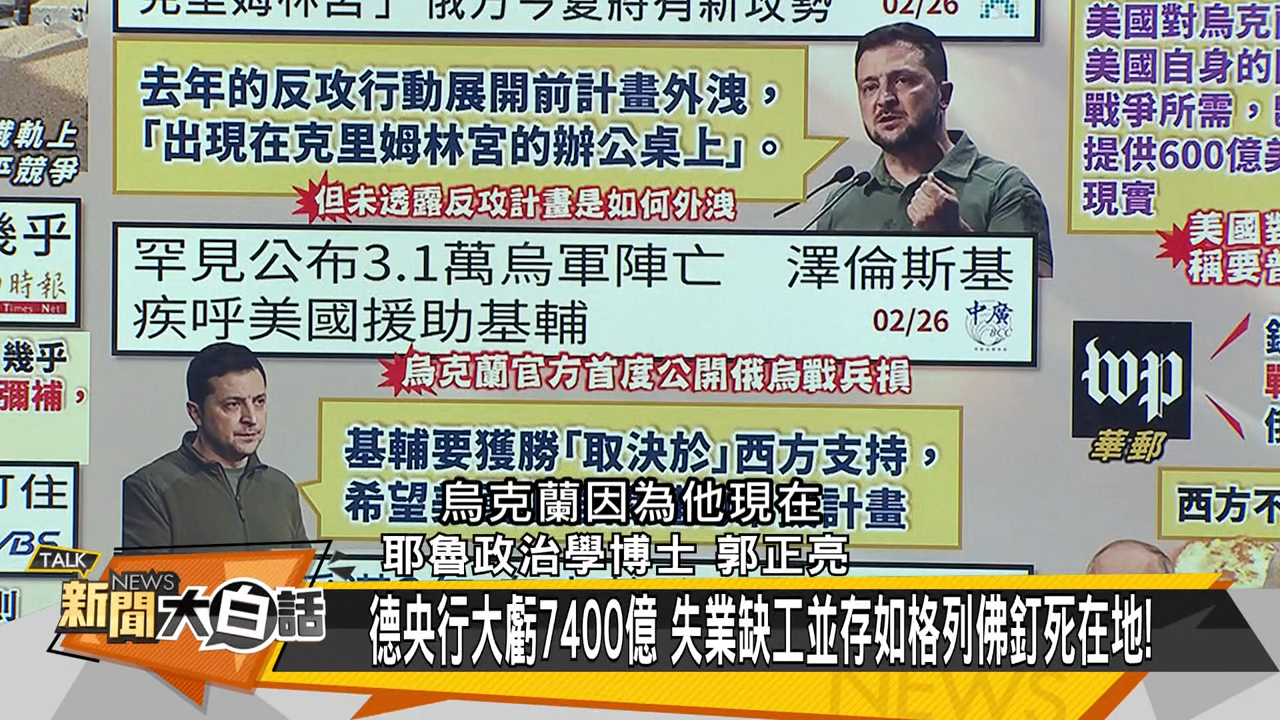 克里姆林宮」俄方今夏將有新攻勢
02/26
去年的反攻行動展開前計畫外洩，
「出現在克里姆林宮的辦公桌上」。
但未透露反攻計畫是如何外洩
罕見公布3.1萬烏軍陣亡 澤倫斯基
疾呼美國援助基輔
02/26
中廣
烏克蘭官方首度公開俄烏戰兵損
基輔要獲勝「取決於」西方支持，
計畫
軌上
競爭
幾乎
時報
Times Net
幾乎
彌補，
住
美國自身的
戰爭所需，
提供600億美
現實
美國對
稱要
wp
華郵
西方不
烏克蘭因為他現在
耶魯政治學博士 郭正亮
TALK
NEWS
新聞大白話
德央行大虧7400億 失業缺工並存如格列佛釘死在地!
NEWS